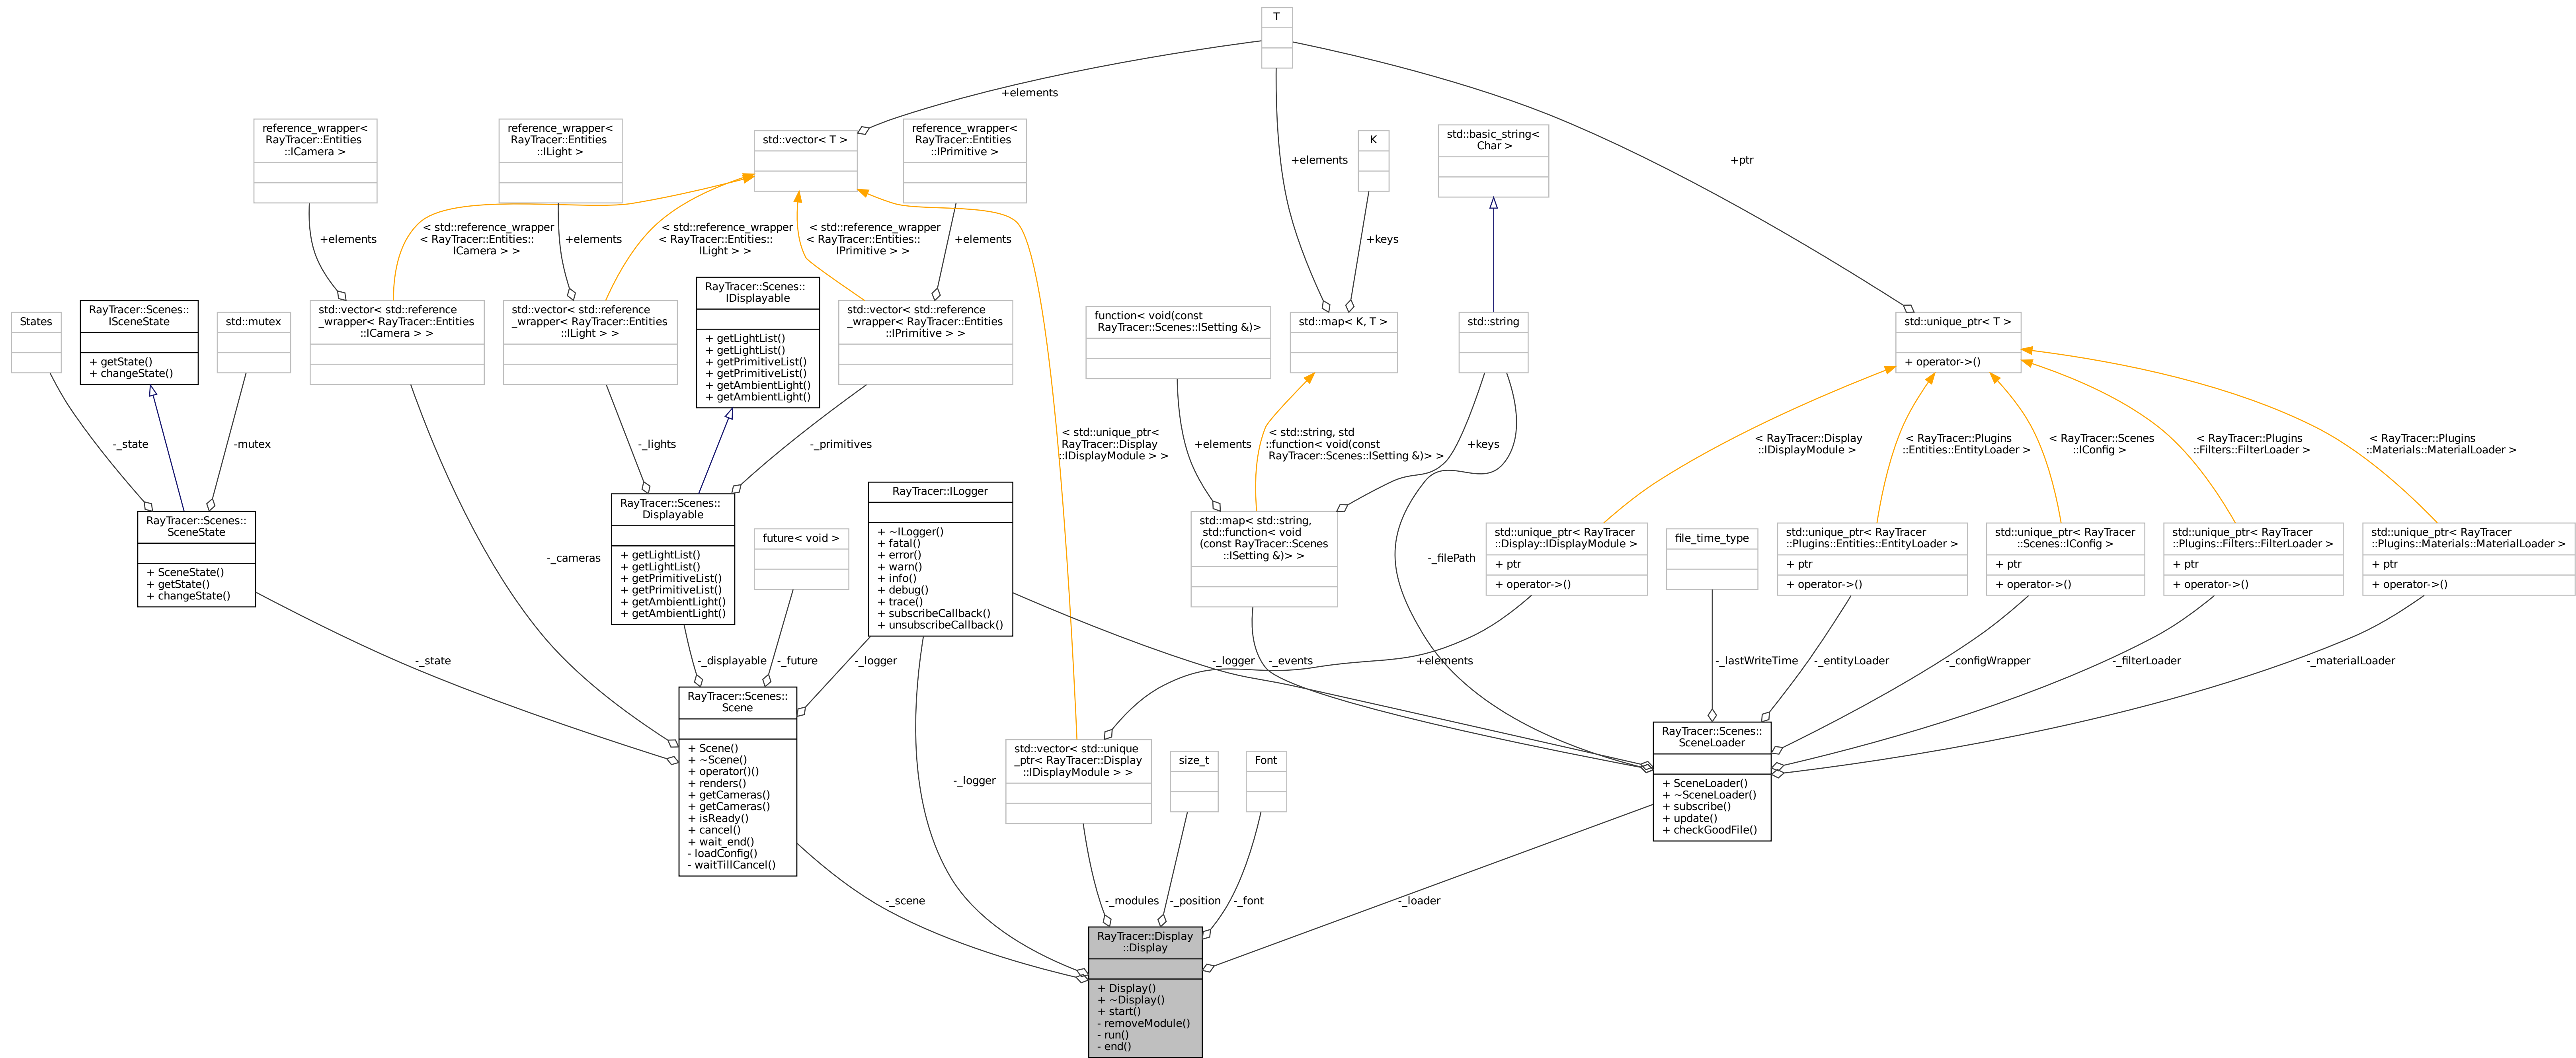 T
+elements
reference_wrapper<
RayTracer::Entities
::ICamera >
reference_wrapper<
RayTracer::Entities
::ILight >
std::vector< T >
reference_wrapper<
RayTracer::Entities
::IPrimitive >
+elements
K
std::basic_string<
Char >
+ptr
+elements
< std::reference_wrapper
< RayTracer::Entities::
ICamera > >
+elements
< std::reference_wrapper
< RayTracer::Entities::
ILight > >
< std::reference_wrapper
< RayTracer::Entities::
IPrimitive > >
+elements
+keys
States
RayTracer::Scenes::
ISceneState
+ getState()
+ changeState()
std::mutex
std::vector< std::reference
_wrapper< RayTracer::Entities
::ICamera > >
std::vector< std::reference
_wrapper< RayTracer::Entities
::ILight > >
RayTracer::Scenes::
IDisplayable
+ getLightList()
+ getLightList()
+ getPrimitiveList()
+ getPrimitiveList()
+ getAmbientLight()
+ getAmbientLight()
std::vector< std::reference
_wrapper< RayTracer::Entities
::IPrimitive > >
function< void(const
RayTracer::Scenes::ISetting &)>
std::map< K, T >
std::string
std::unique_ptr< T >
+ operator->()
-_state
-mutex
-_lights
-_primitives
< std::unique_ptr<
RayTracer::Display
::IDisplayModule > >
+elements
< std::string, std
::function< void(const
RayTracer::Scenes::ISetting &)> >
+keys
< RayTracer::Display
::IDisplayModule >
< RayTracer::Plugins
::Entities::EntityLoader >
< RayTracer::Scenes
::IConfig >
< RayTracer::Plugins
::Filters::FilterLoader >
< RayTracer::Plugins
::Materials::MaterialLoader >
RayTracer::Scenes::
SceneState
+ SceneState()
+ getState()
+ changeState()
-_cameras
RayTracer::Scenes::
Displayable
+ getLightList()
+ getLightList()
+ getPrimitiveList()
+ getPrimitiveList()
+ getAmbientLight()
+ getAmbientLight()
future< void >
RayTracer::ILogger
+ ~ILogger()
+ fatal()
+ error()
+ warn()
+ info()
+ debug()
+ trace()
+ subscribeCallback()
+ unsubscribeCallback()
std::map< std::string,
std::function< void
(const RayTracer::Scenes
::ISetting &)> >
-_filePath
std::unique_ptr< RayTracer
::Display::IDisplayModule >
+ ptr
+ operator->()
file_time_type
std::unique_ptr< RayTracer
::Plugins::Entities::EntityLoader >
+ ptr
+ operator->()
std::unique_ptr< RayTracer
::Scenes::IConfig >
+ ptr
+ operator->()
std::unique_ptr< RayTracer
::Plugins::Filters::FilterLoader >
+ ptr
+ operator->()
std::unique_ptr< RayTracer
::Plugins::Materials::MaterialLoader >
+ ptr
+ operator->()
-_state
-_displayable
-_future
-_logger
-_logger
-_events
+elements
-_lastWriteTime
-_entityLoader
-_configWrapper
-_filterLoader
-_materialLoader
RayTracer::Scenes::
Scene
+ Scene()
+ ~Scene()
+ operator()()
+ renders()
+ getCameras()
+ getCameras()
+ isReady()
+ cancel()
+ wait_end()
- loadConfig()
- waitTillCancel()
-_logger
std::vector< std::unique
_ptr< RayTracer::Display
::IDisplayModule > >
size_t
Font
RayTracer::Scenes::
SceneLoader
+ SceneLoader()
+ ~SceneLoader()
+ subscribe()
+ update()
+ checkGoodFile()
-_scene
-_modules
-_position
-_font
-_loader
RayTracer::Display
::Display
+ Display()
+ ~Display()
+ start()
- removeModule()
- run()
- end()